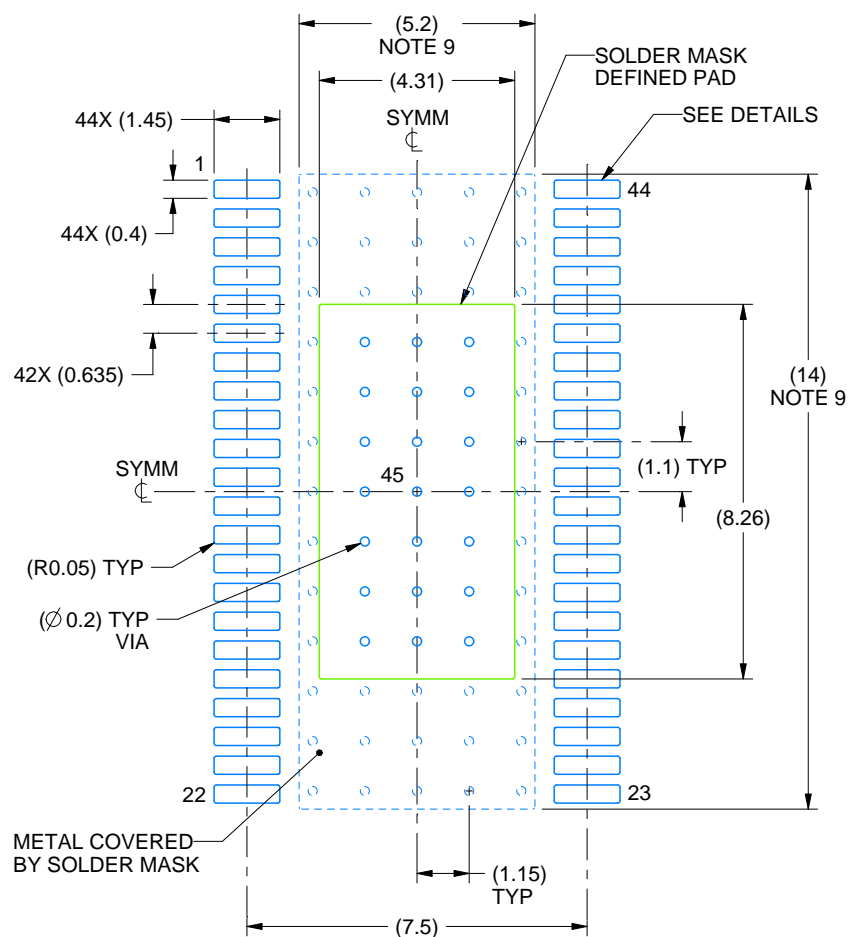 (5.2)
NOTE 9
SOLDER MASK
DEFINED PAD
(4.31)
44X (1.45)
SYMM
℄
SEE DETAILS
1
44
44X (0.4)
42X (0.635)
(14)
NOTE 9
SYMM
℄
45
(1.1) TYP
(8.26)
(R0.05) TYP
(∅ 0.2) TYP
VIA
22
23
METAL COVERED
BY SOLDER MASK
(1.15)
TYP
(7.5)